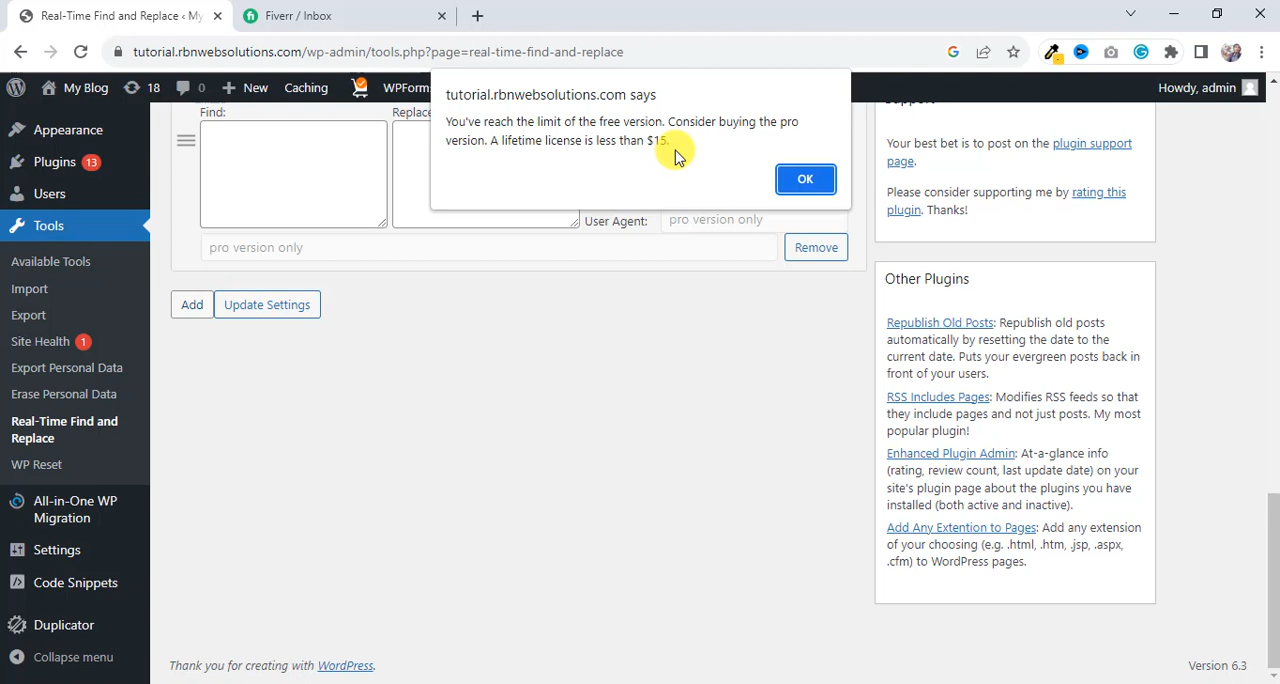 Real-Time Find and Replace ‹ My
Fiverr / Inbox
tutorial.rbnwebsolutions.com/wp-admin/tools.php?page=real-time-find-and-replace
My Blog
18
0
New
Caching
WPForms
Howdy, admin
tutorial.rbnwebsolutions.com says
You've reach the limit of the free version. Consider buying the pro
version. A lifetime license is less than $15.
OK
Appearance
Plugins 13
Users
Tools
Available Tools
Import
Export
Site Health 1
Export Personal Data
Erase Personal Data
Real-Time Find and
Replace
WP Reset
All-in-One WP
Migration
Settings
Code Snippets
Duplicator
Collapse menu
Find:
Replace
User Agent:
pro version only
pro version only
Remove
Add
Update Settings
Support
Your best bet is to post on the plugin support
page.
Please consider supporting me by rating this
plugin. Thanks!
Other Plugins
Republish Old Posts: Republish old posts
automatically by resetting the date to the
current date. Puts your evergreen posts back in
front of your users.
RSS Includes Pages: Modifies RSS feeds so that
they include pages and not just posts. My most
popular plugin!
Enhanced Plugin Admin: At-a-glance info
(rating, review count, last update date) on your
site's plugin page about the plugins you have
installed (both active and inactive).
Add Any Extention to Pages: Add any extension
of your choosing (e.g. .html, .htm, .jsp, .aspx,
.cfm) to WordPress pages.
Thank you for creating with WordPress.
Version 6.3